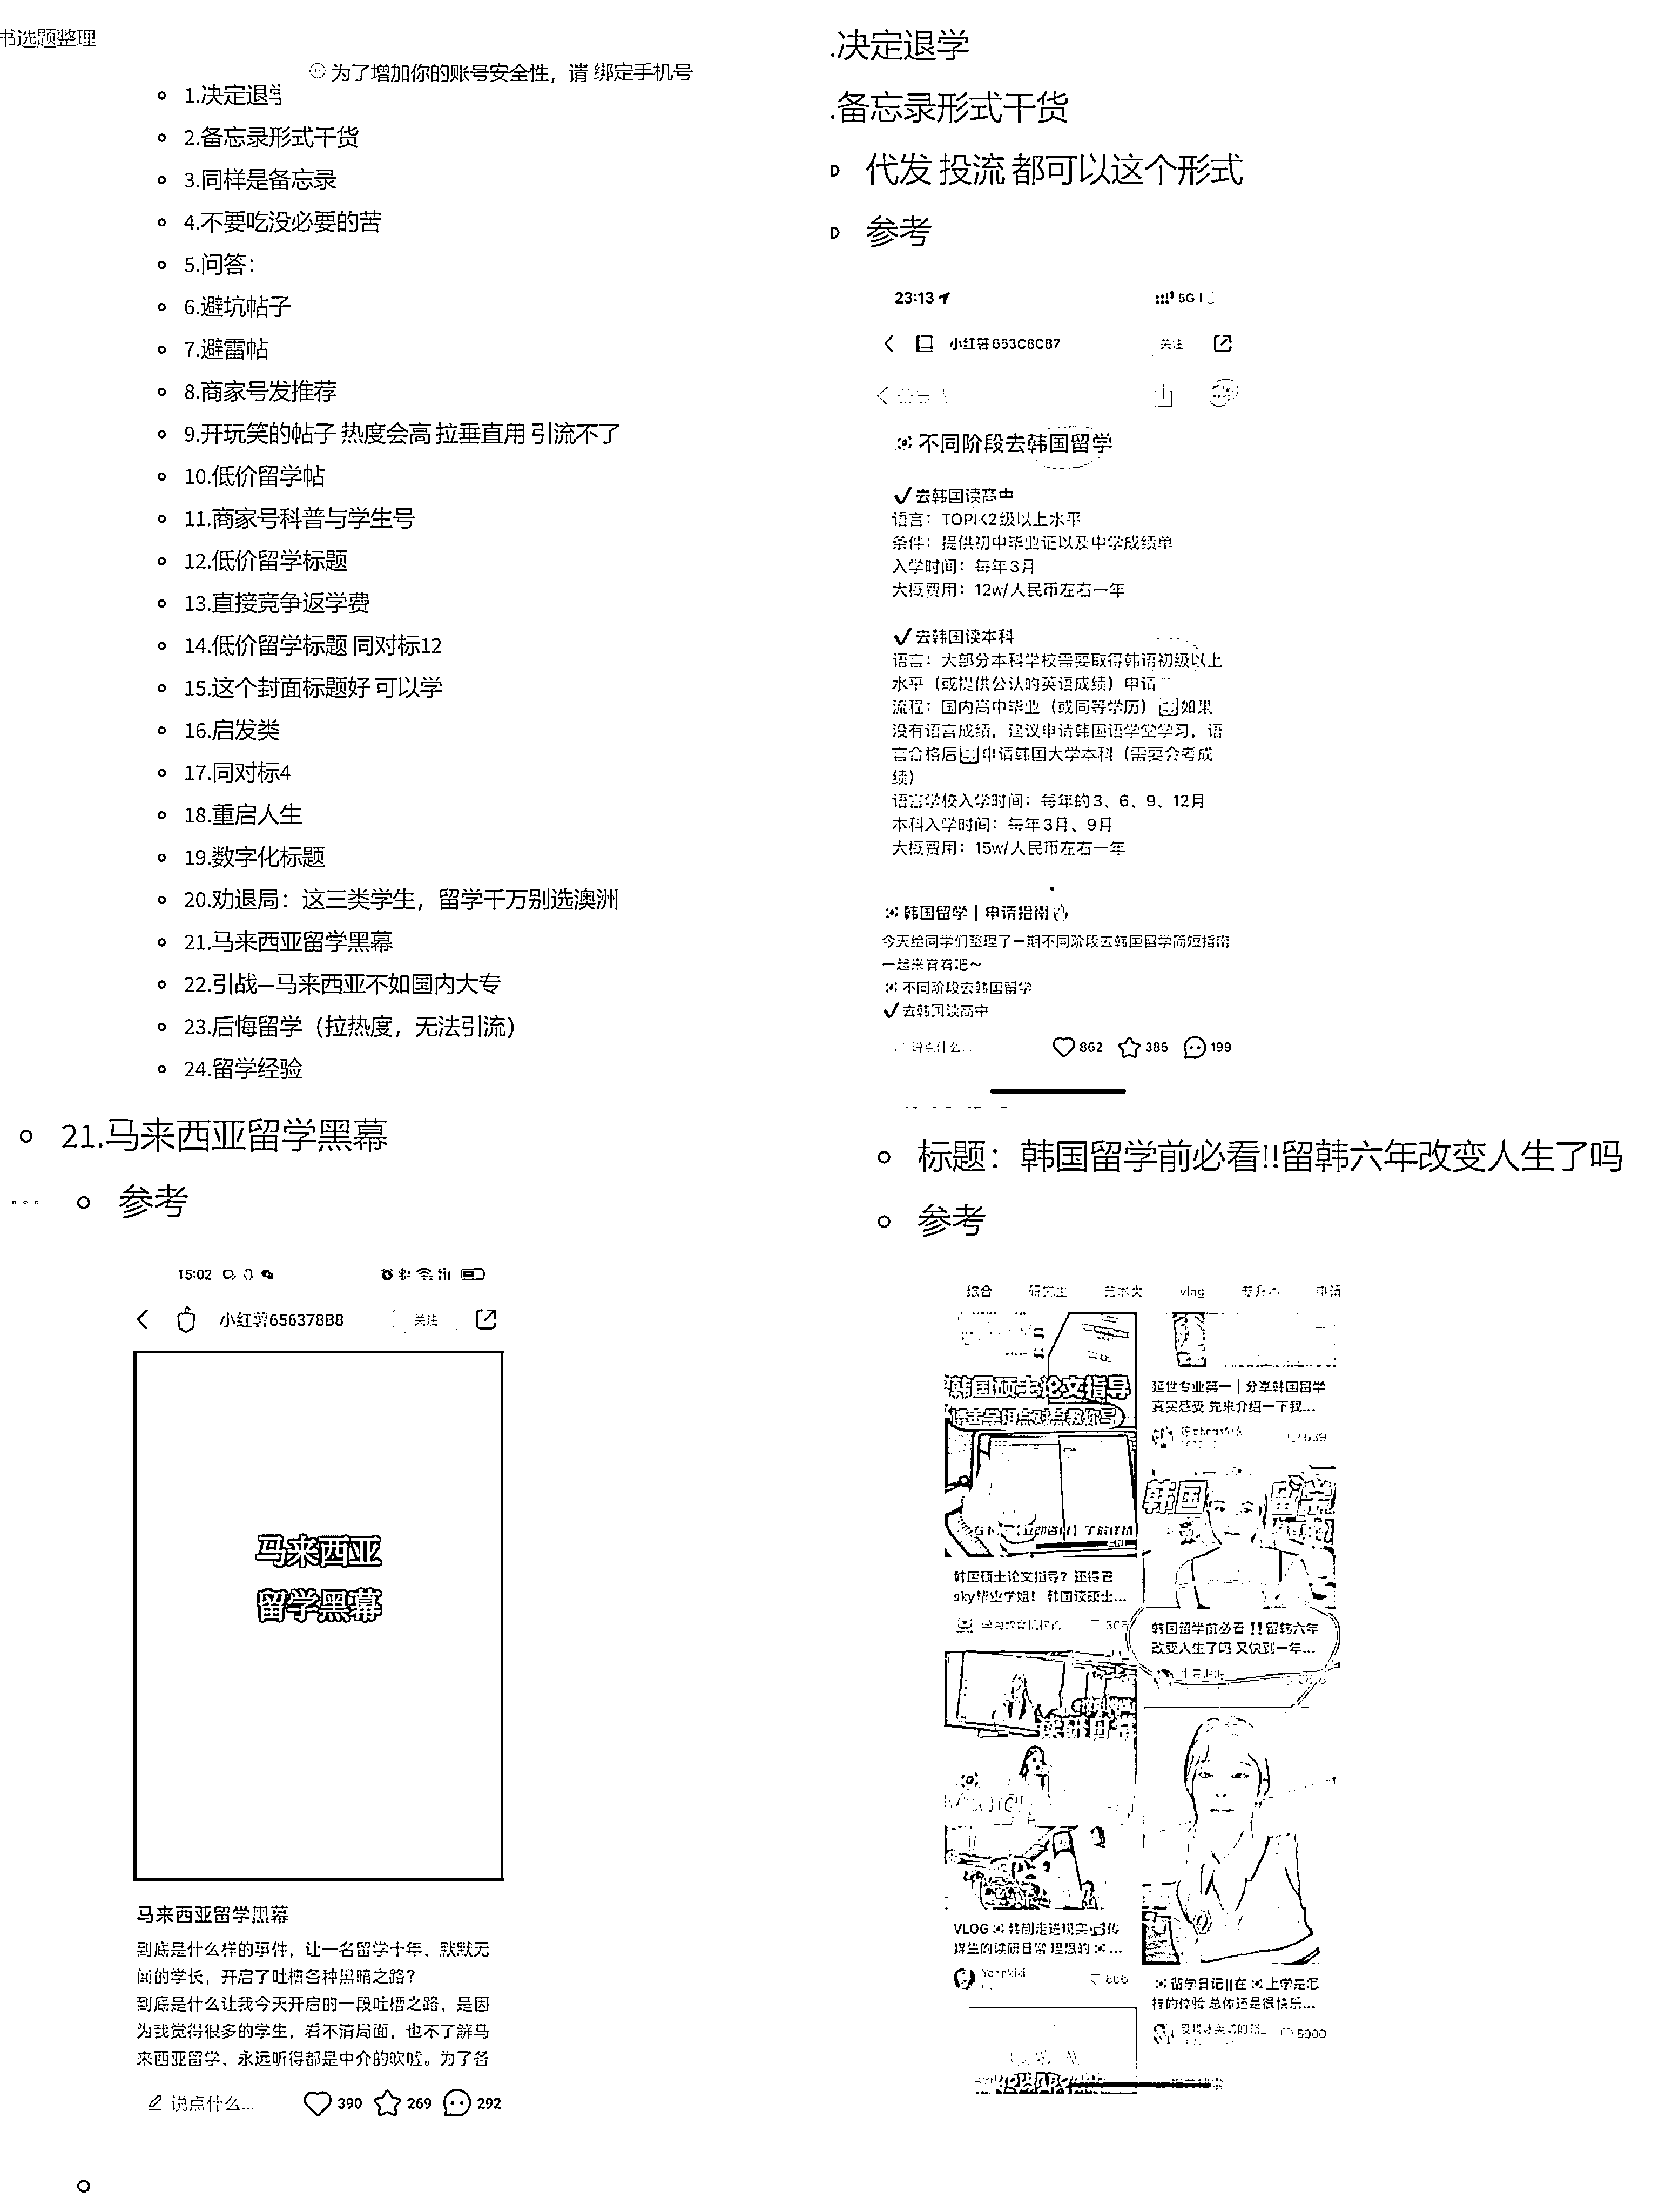 书选题整理
为了增加你的账号安全性，请 绑定手机号
1.决定退学
2.备忘录形式干货
3.同样是备忘录
4.不要吃没必要的苦
5.问答：
6.避坑帖子
7.避雷帖
8.商家号发推荐
9.开玩笑的帖子 热度会高 拉垂直用 引流不了
10.低价留学帖
11.商家号科普与学生号
12.低价留学标题
13.直接竞争返学费
14.低价留学标题 同对标12
15.这个封面标题好 可以学
16.启发类
17.同对标4
18.重启人生
19.数字化标题
20.劝退局：这三类学生，留学千万别选澳洲
21.马来西亚留学黑幕
22.引战—马来西亚不如国内大专
23.后悔留学（拉热度，无法引流）
24.留学经验
.决定退学
.备忘录形式干货
代发 投流 都可以这个形式
参考
23:13
5G
小红薯653C8C87
关注
不同阶段去韩国留学
✓去韩国读高中
语言：TOPIK2级以上水平
条件：提供初中毕业证以及中学成绩单
入学时间：每年3月
大概费用：12w/人民币左右一年
✓去韩国读本科
语言：大部分本科学校需要取得韩语初级以上
水平（或提供公认的英语成绩）申请
流程：国内高中毕业（或同等学历）如果
没有语言成绩，建议申请韩国语学堂学习，语
言合格后申请韩国大学本科（需要会考成
绩）
语言学校入学时间：每年的3、6、9、12月
本科入学时间：每年3月、9月
大概费用：15w/人民币左右一年
韩国留学｜申请指南
今天给同学们整理了一期不同阶段去韩国留学简短指南
一起来看看吧～
不同阶段去韩国留学
✓去韩国读高中
说点什么...
862 385 199
21.马来西亚留学黑幕
参考
15:02
小红薯656378B8
关注
马来西亚
留学黑幕
马来西亚留学黑幕
到底是什么样的事件，让一名留学十年，默默无
闻的学长，开启了吐槽各种黑暗之路？
到底是什么让我今天开启的一段吐槽之路，是因
为我觉得很多的学生，看不清局面，也不了解马
来西亚留学，永远听得都是中介的吹嘘。为了各
说点什么...
390 269 292
标题：韩国留学前必看!!留韩六年改变人生了吗
参考
综合 研究生 艺术类 vlog 专升本 申请
韩国硕士论文指导
延世专业第一｜分享韩国留学
真实感受 先来介绍一下我...
639
韩国 留学
韩国硕士论文指导？还得看
sky毕业学姐！ 韩国读硕士...
韩国留学前必看‼留韩六年
改变人生了吗 又快到一年...
VLOG 韩剧走进现实 传
媒生的读研日常 理想的...
866
留学日记||在 上学是怎
样的体验 总体还是很快乐...
5000